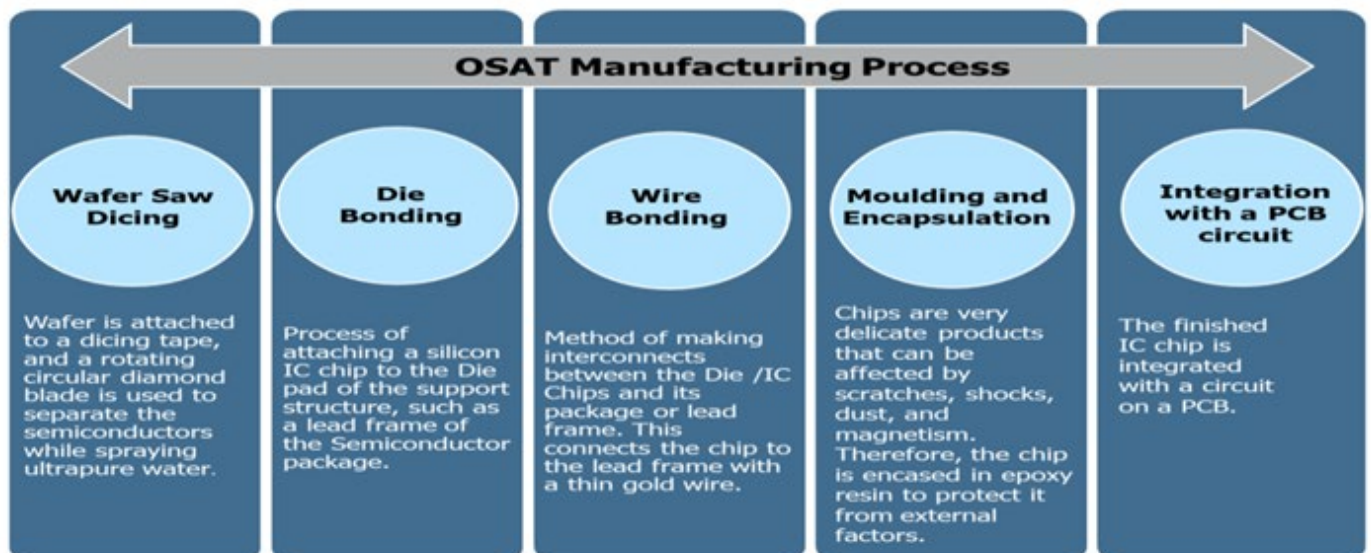 OSAT Manufacturing Process
Wafer Saw
Dicing
Wafer is attached
to a dicing tape,
and a rotating
circular diamond
blade is used to
separate the
semiconductors
while spraying
ultrapure water.
Die
Bonding
Process of
attaching a silicon
IC chip to the Die
pad of the support
structure, such as
a lead frame of
the Semiconductor
package.
Wire
Bonding
Method of making
interconnects
between the Die /IC
Chips and its
package or lead
frame. This
connects the chip to
the lead frame with
a thin gold wire.
Moulding and
Encapsulation
Chips are very
delicate products
that can be
affected by
scratches, shocks,
dust, and
magnetism.
Therefore, the chip
is encased in epoxy
resin to protect it
from external
factors.
Integration
with a PCB
circuit
The finished
IC chip is
integrated
with a circuit
on a PCB.